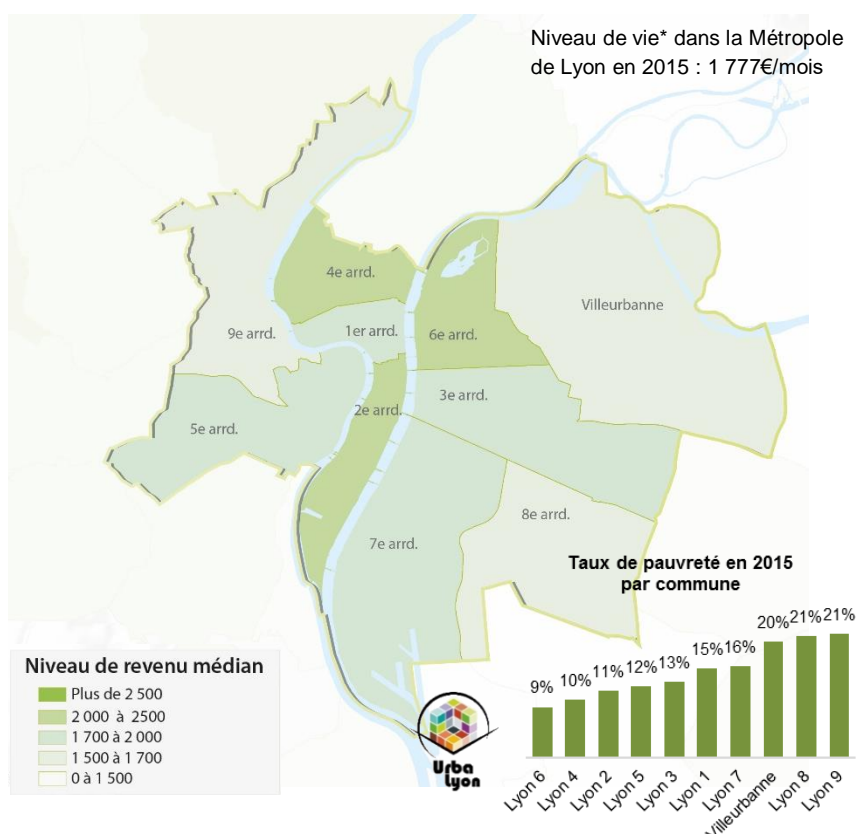 Niveau de vie* dans la Métropole
de Lyon en 2015 : 1 777€/mois
4e arrd.
Villeurbanne
1er arrd.
9e arrd.
6e arrd.
3e arrd.
2e arrd.
5e arrd.
8e arrd.
7e arrd.
Taux de pauvreté en 2015
par commune
9% 10% 11% 12% 13% 15% 16% 20% 21% 21%
Lyon 6 Lyon 4 Lyon 2 Lyon 5 Lyon 3 Lyon 1 Lyon 7 Villeurbanne Lyon 8 Lyon 9
Niveau de revenu médian
Plus de 2 500
2 000 à 2500
1 700 à 2 000
1 500 à 1 700
0 à 1 500
Urba
Lyon